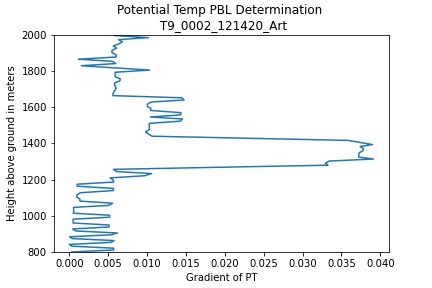 Potential Temp PBL Determination
T9_0002_121420_Art
Height above ground in meters
2000
1800
1600
1400
1200
1000
800
0.000 0.005 0.010 0.015 0.020 0.025 0.030 0.035 0.040
Gradient of PT